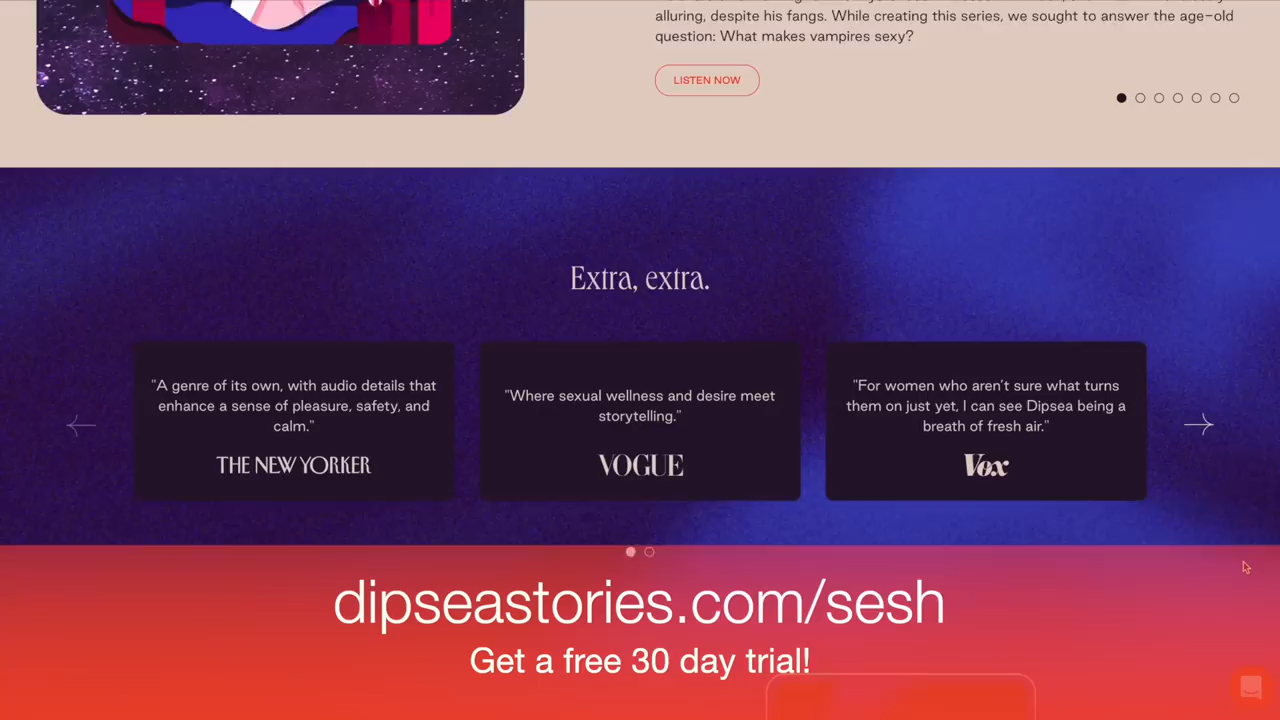 alluring, despite his fangs. While creating this series, we sought to answer the age-old
question: What makes vampires sexy?
LISTEN NOW
Extra, extra.
"A genre of its own, with audio details that
enhance a sense of pleasure, safety, and
calm."
THE NEW YORKER
"Where sexual wellness and desire meet
storytelling."
VOGUE
"For women who aren't sure what turns
them on just yet, I can see Dipsea being a
breath of fresh air."
Vox
dipseastories.com/sesh
Get a free 30 day trial!